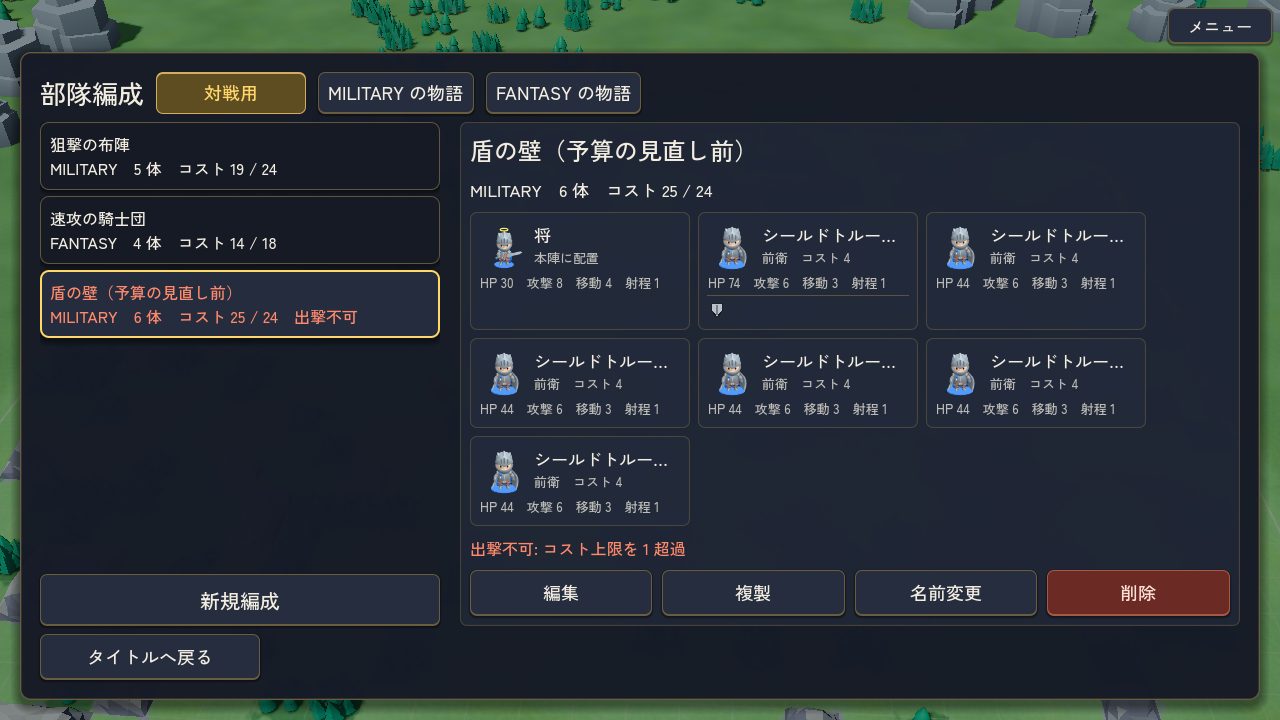 メニュー
部隊編成
対戦用
MILITARY の物語
FANTASY の物語
狙撃の布陣
MILITARY 5 体 コスト 19 / 24
速攻の騎士団
FANTASY 4 体 コスト 14 / 18
盾の壁（予算の見直し前）
MILITARY 6 体 コスト 25 / 24 出撃不可
新規編成
タイトルへ戻る
盾の壁（予算の見直し前）
MILITARY 6 体 コスト 25 / 24
将
本陣に配置
HP 30 攻撃 8 移動 4 射程 1
シールドトルー...
前衛 コスト 4
HP 74 攻撃 6 移動 3 射程 1
シールドトルー...
前衛 コスト 4
HP 44 攻撃 6 移動 3 射程 1
シールドトルー...
前衛 コスト 4
HP 44 攻撃 6 移動 3 射程 1
シールドトルー...
前衛 コスト 4
HP 44 攻撃 6 移動 3 射程 1
シールドトルー...
前衛 コスト 4
HP 44 攻撃 6 移動 3 射程 1
シールドトルー...
前衛 コスト 4
HP 44 攻撃 6 移動 3 射程 1
出撃不可: コスト上限を 1 超過
編集
複製
名前変更
削除